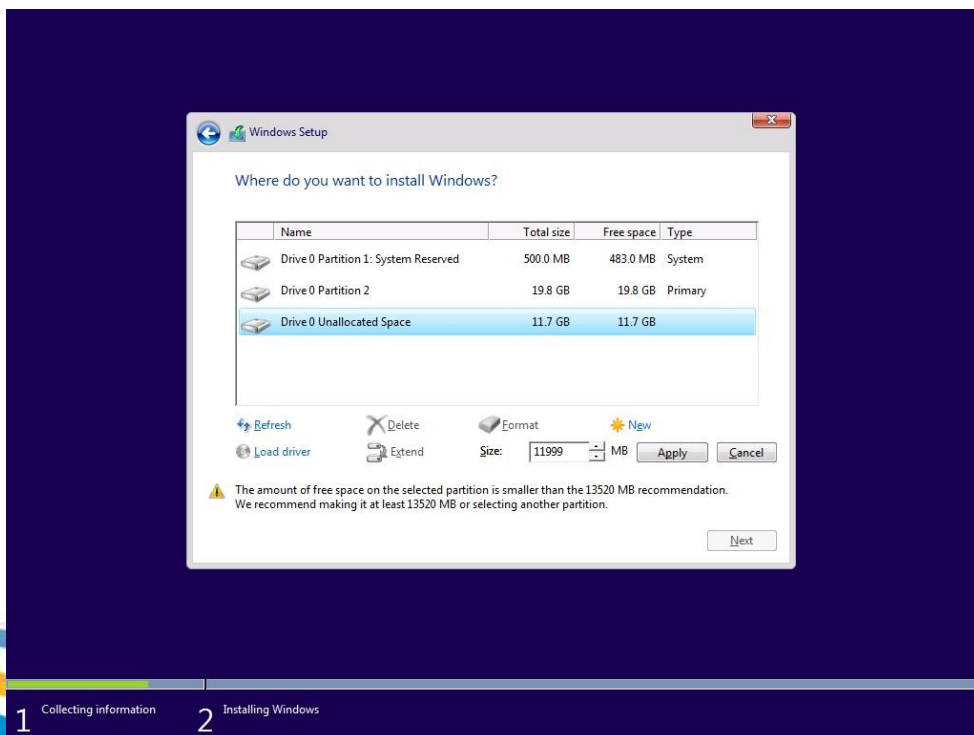 Windows Setup
Where do you want to install Windows?
Name Total size Free space Type
Drive 0 Partition 1: System Reserved 500.0 MB 483.0 MB System
Drive 0 Partition 2 19.8 GB 19.8 GB Primary
Drive 0 Unallocated Space 11.7 GB 11.7 GB
Refresh Delete Format New
Load driver Extend Size: 11999 MB Apply Cancel
The amount of free space on the selected partition is smaller than the 13520 MB recommendation.
We recommend making it at least 13520 MB or selecting another partition.
Next
1 Collecting information 2 Installing Windows